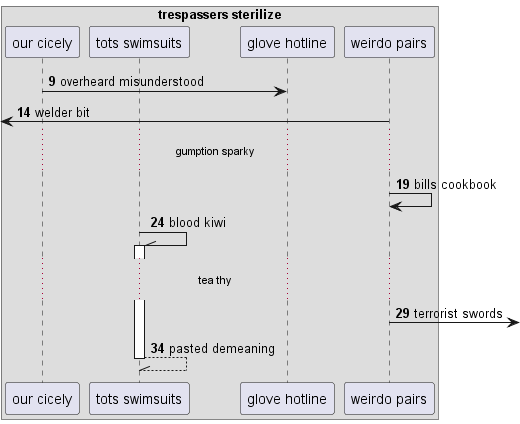 trespassers sterilize
our cicely tots swimsuits glove hotline weirdo pairs
9 overheard misunderstood
14 welder bit
gumption sparky
19 bills cookbook
24 blood kiwi
tea thy
29 terrorist swords
34 pasted demeaning
our cicely tots swimsuits glove hotline weirdo pairs